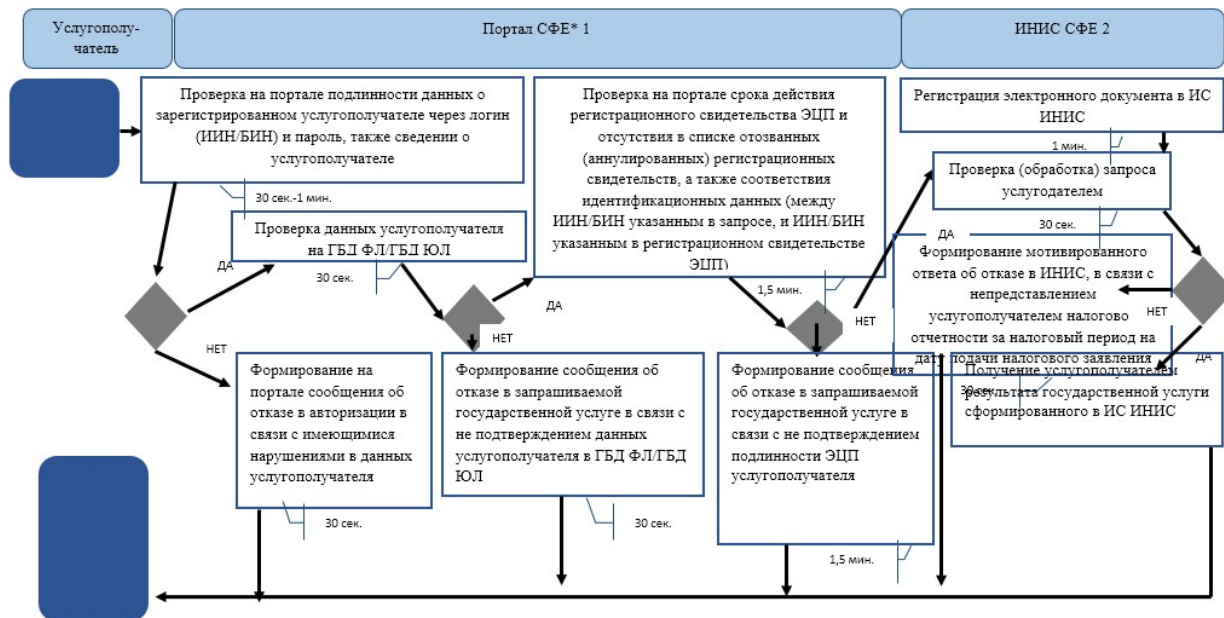 Услугополу-
чатель
Портал СФЕ* 1
ИНИС СФЕ 2
Проверка на портале подлинности данных о
зарегистрированном услугополучателе через логин
(ИИН/БИН) и пароль, также сведении о
услугополучателе
30 сек.-1 мин.
Проверка данных услугополучателя
на ГБД ФЛ/ГБД ЮЛ
30 сек.
ДА
НЕТ
Проверка на портале срока действия
регистрационного свидетельства ЭЦП и
отсутствия в списке отозванных
(аннулированных) регистрационных
свидетельств, а также соответствия
идентификационных данных (между
ИИН/БИН указанным в запросе, и ИИН/БИН
указанным в регистрационном свидетельстве
ЭЦП)
1,5 мин.
ДА
НЕТ
Регистрация электронного документа в ИС
ИНИС
1 мин.
Проверка (обработка) запроса
услугодателем
30 сек.
ДА
НЕТ
Формирование мотивированного
ответа об отказе в ИНИС, в связи с
непредставлением
услугополучателем налогово
отчетности за налоговый период на
дату подачи налогового заявления
30 сек.
НЕТ
ДА
Получение услугополучателем
результата государственной услуги
сформированного в ИС ИНИС
Формирование на
портале сообщения об
отказе в авторизации в
связи с имеющимися
нарушениями в данных
услугополучателя
30 сек.
Формирование сообщения об
отказе в запрашиваемой
государственной услуге в связи с
не подтверждением данных
услугополучателя в ГБД ФЛ/ГБД
ЮЛ
30 сек.
Формирование сообщения об
отказе в запрашиваемой
государственной услуге в
связи с не подтверждением
подлинности ЭЦП
услугополучателя
1,5 мин.